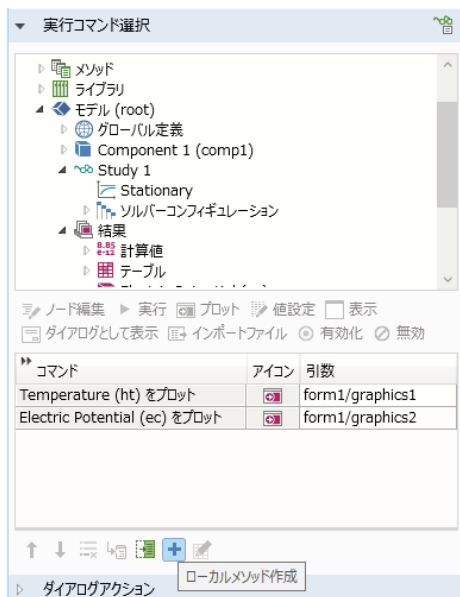 実行コマンド選択
メソッド
ライブラリ
モデル (root)
グローバル定義
Component 1 (comp1)
Study 1
Stationary
ソルバーコンフィギュレーション
結果
8.85
e-12 計算値
テーブル
ノード編集 実行 プロット 値設定 表示
ダイアログとして表示 インポートファイル 有効化 無効
コマンド アイコン 引数
Temperature (ht) をプロット form1/graphics1
Electric Potential (ec) をプロット form1/graphics2
ローカルメソッド作成
ダイアログアクション